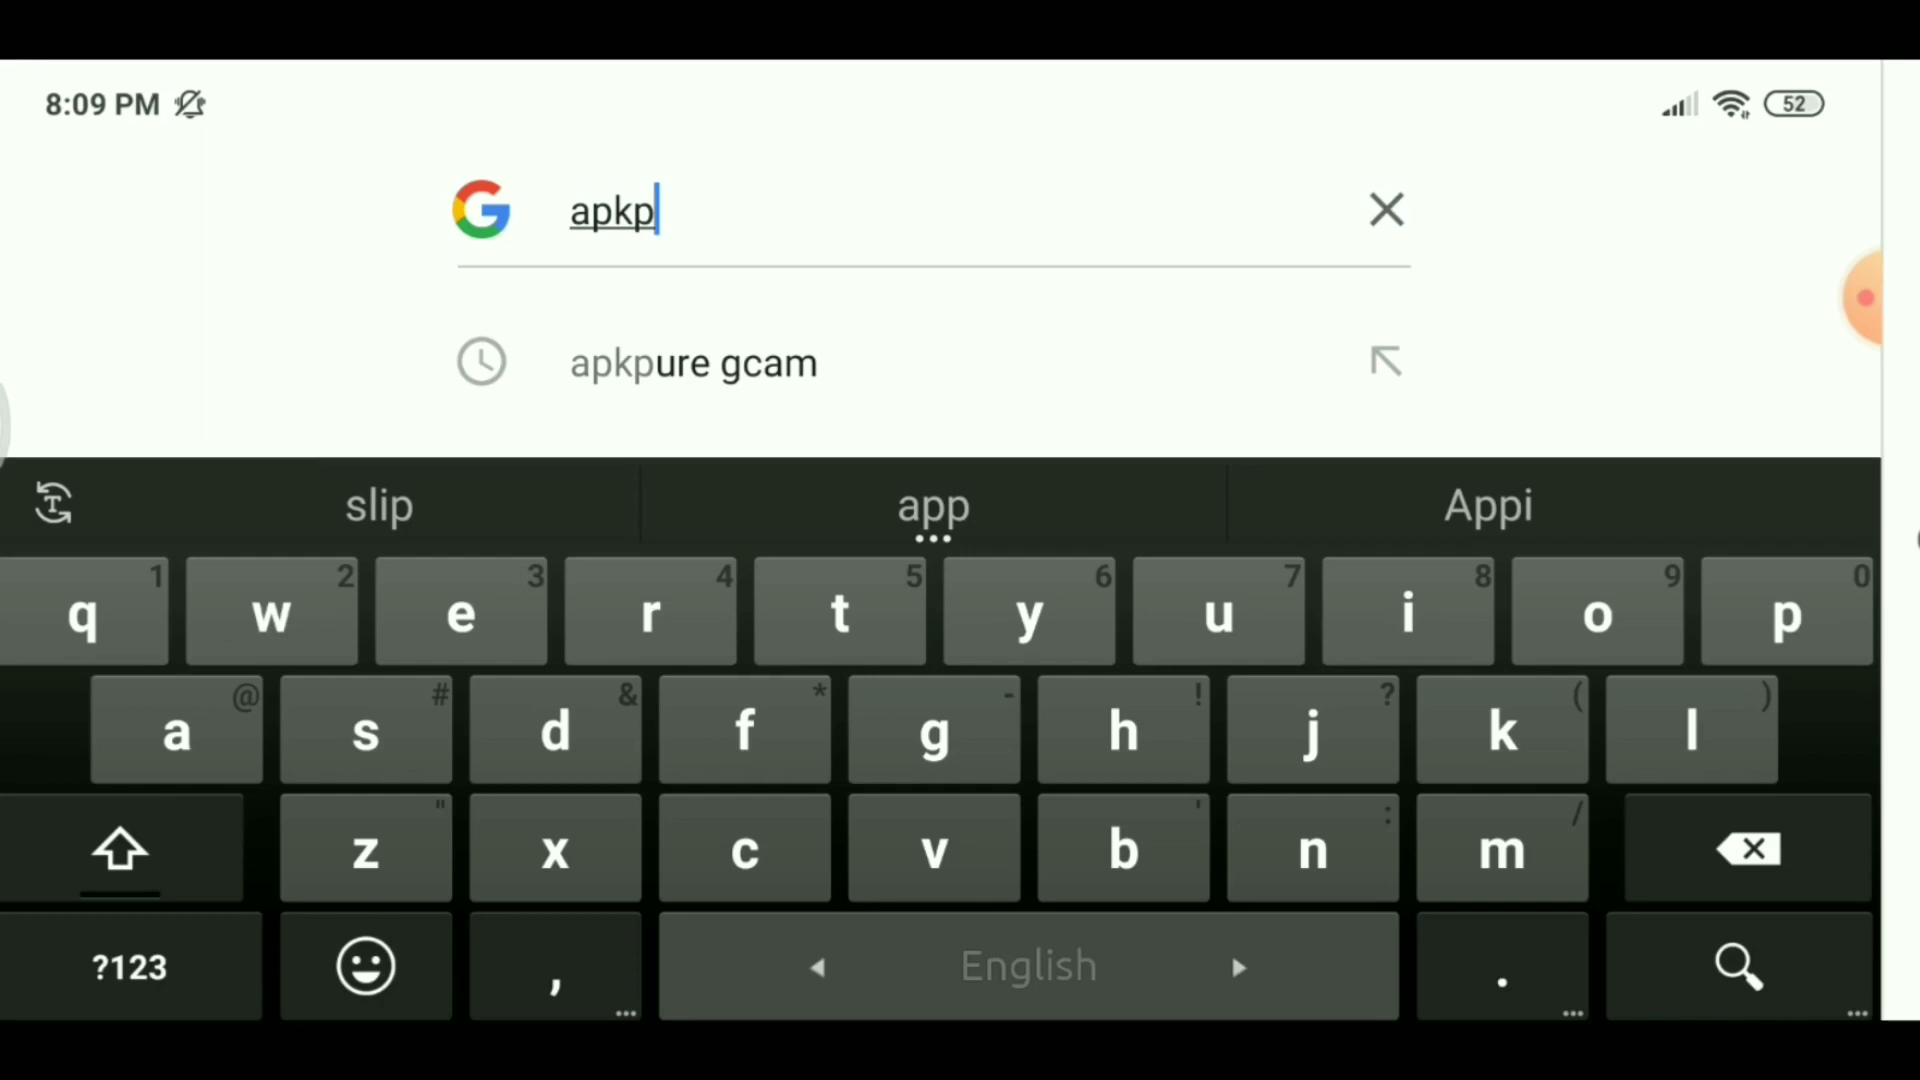 8:09 PM 52
apkp
apkpure gcam
slip app Appi
1 2 3 4 5 6 7 8 9 0
q w e r t y u i o p
@ # & * - ! ? ( )
a s d f g h j k l
" ' : /
z x c v b n m
?123 , English .